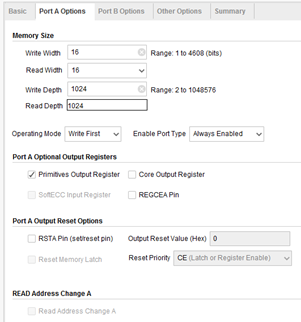 Basic Port A Options Port B Options Other Options Summary
Memory Size
Write Width 16 Range: 1 to 4608 (bits)
Read Width 16
Write Depth 1024 Range: 2 to 1048576
Read Depth 1024
Operating Mode Write First Enable Port Type Always Enabled
Port A Optional Output Registers
Primitives Output Register Core Output Register
SoftECC Input Register REGCEA Pin
Port A Output Reset Options
RSTA Pin (set/reset pin) Output Reset Value (Hex) 0
Reset Memory Latch Reset Priority CE (Latch or Register Enable)
READ Address Change A
Read Address Change A